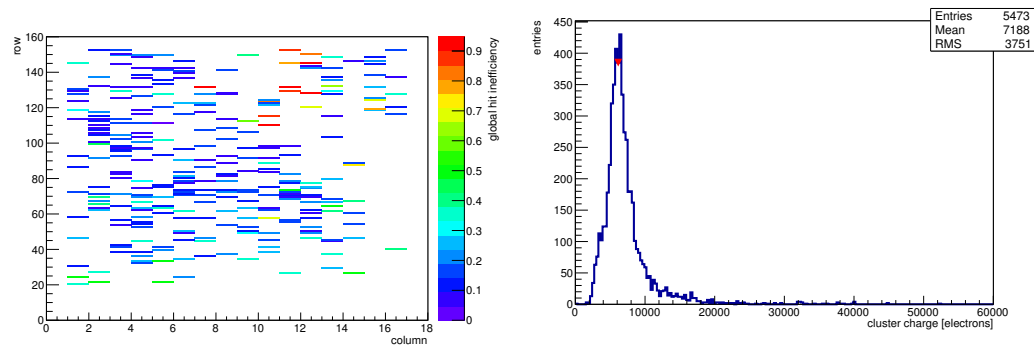 row
160
140
120
100
80
60
40
20
0
0 2 4 6 8 10 12 14 16 18
column
0.9
0.8
0.7
0.6
0.5
0.4
0.3
0.2
0.1
0
global hit inefficiency
Entries 5473
Mean 7188
RMS 3751
entries
450
400
350
300
250
200
150
100
50
0
0 10000 20000 30000 40000 50000 60000
cluster charge [electrons]